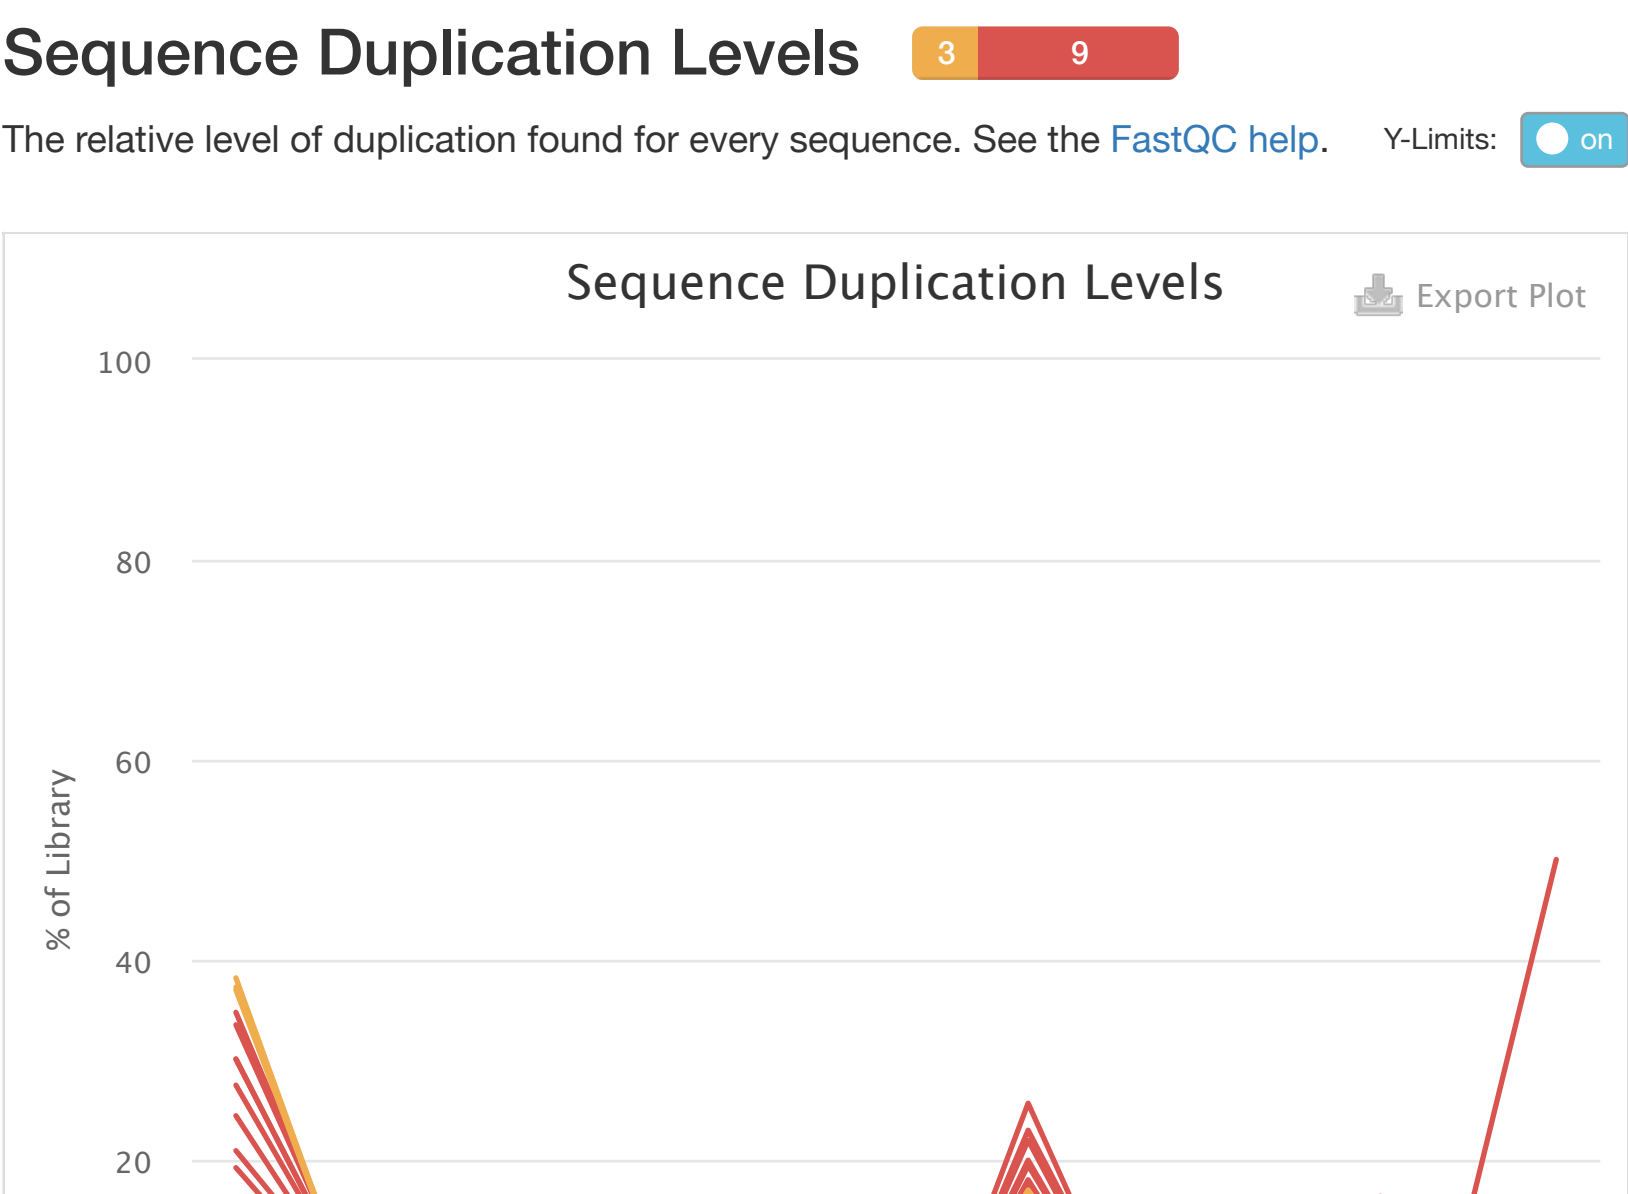 Sequence Duplication Levels 3 9
The relative level of duplication found for every sequence. See the FastQC help. Y-Limits: on
Sequence Duplication Levels
Export Plot
100
80
60
% of Library
40
20